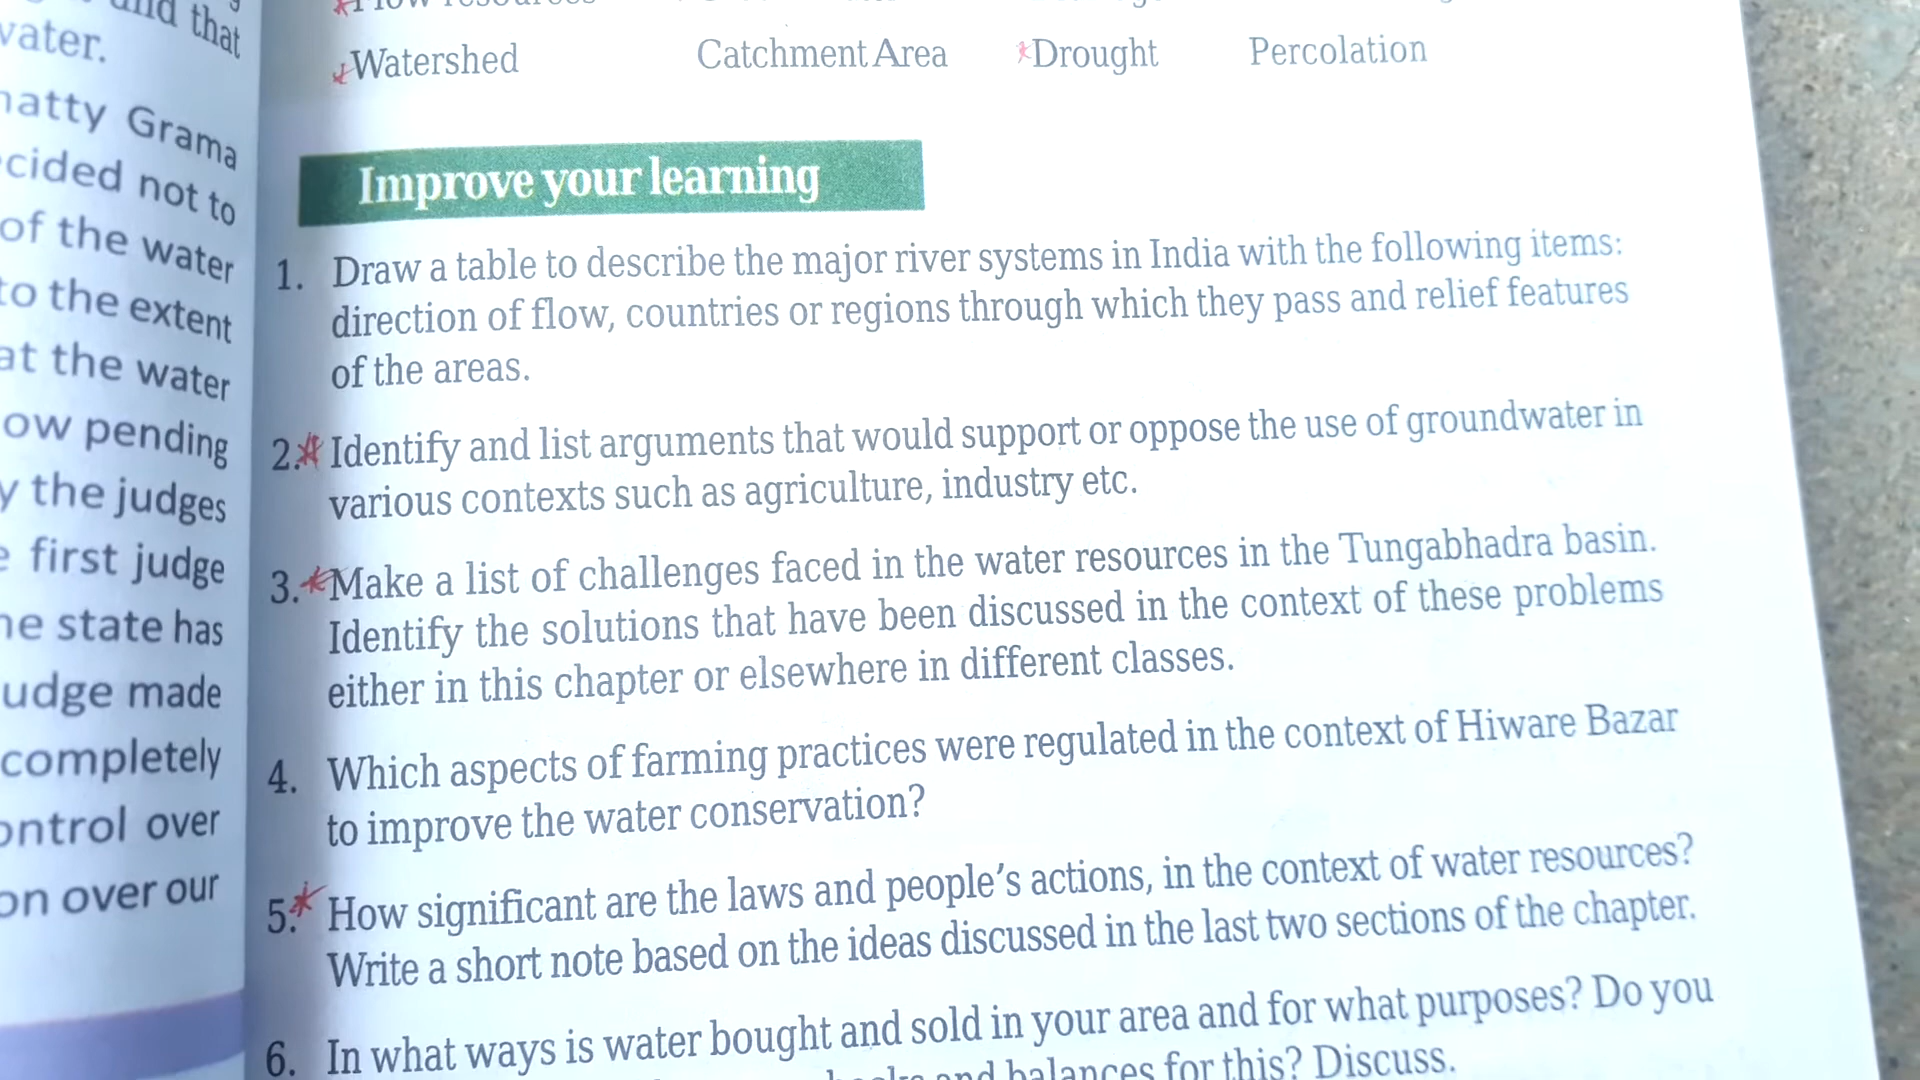 and that
water.
natty Grama
cided not to
of the water
to the extent
at the water
ow pending
y the judges
e first judge
he state has
udge made
completely
ontrol over
on over our
Watershed Catchment Area Drought Percolation
Improve your learning
1. Draw a table to describe the major river systems in India with the following items:
direction of flow, countries or regions through which they pass and relief features
of the areas.
2. Identify and list arguments that would support or oppose the use of groundwater in
various contexts such as agriculture, industry etc.
3. Make a list of challenges faced in the water resources in the Tungabhadra basin.
Identify the solutions that have been discussed in the context of these problems
either in this chapter or elsewhere in different classes.
4. Which aspects of farming practices were regulated in the context of Hiware Bazar
to improve the water conservation?
5. How significant are the laws and people's actions, in the context of water resources?
Write a short note based on the ideas discussed in the last two sections of the chapter.
6. In what ways is water bought and sold in your area and for what purposes? Do you
and balances for this? Discuss.